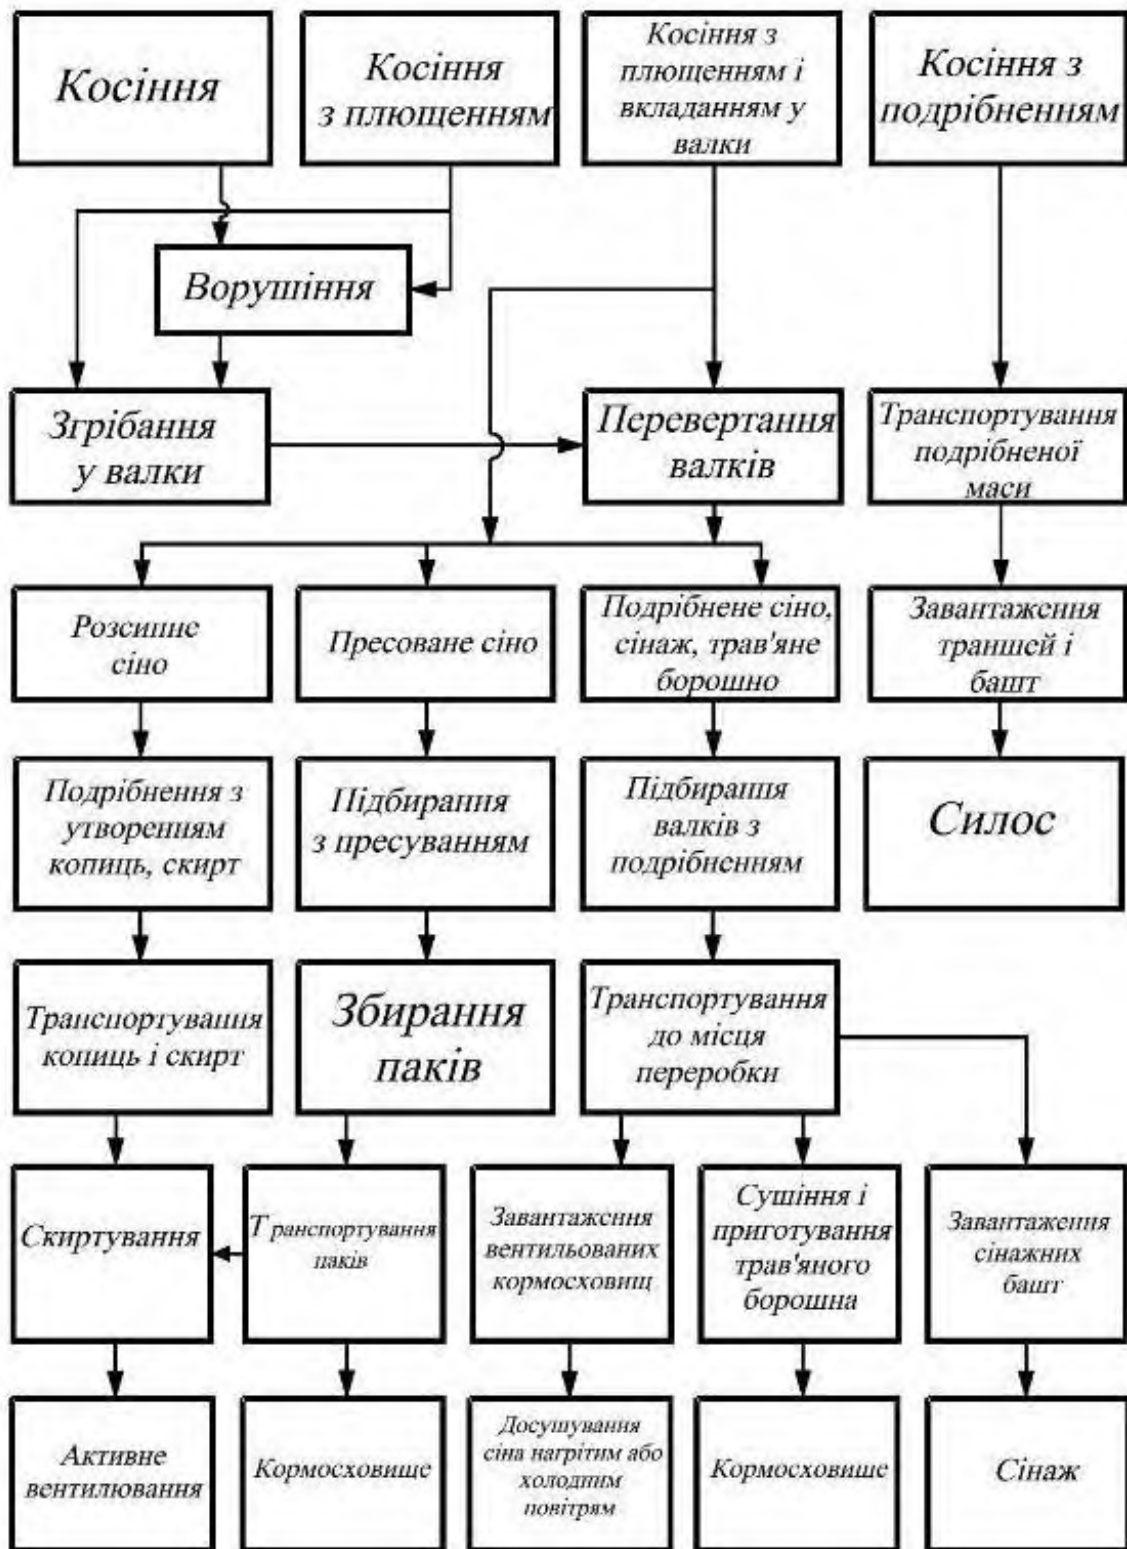 Косіння
Косіння
з плющенням
Косіння з
плющенням і
вкладанням у
валки
Косіння з
подрібненням
Ворушіння
Згрібання
у валки
Перевертання
валків
Транспортування
подрібненої
маси
Розсипне
сіно
Пресоване сіно
Подрібнене сіно,
сінаж, трав'яне
борошно
Завантаження
траншей і
башт
Подрібнення з
утворенням
копиць, скирт
Підбирання
з пресуванням
Підбирання
валків з
подрібненням
Силос
Транспортування
копиць і скирт
Збирання
паків
Транспортування
до місця
переробки
Скиртування
Транспортування
паків
Завантаження
вентильованих
кормосховищ
Сушіння і
приготування
трав'яного
борошна
Завантаження
сінажних
башт
Активне
вентилювання
Кормосховище
Досушування
сіна нагрітим або
холодним
повітрям
Кормосховише
Сінаж